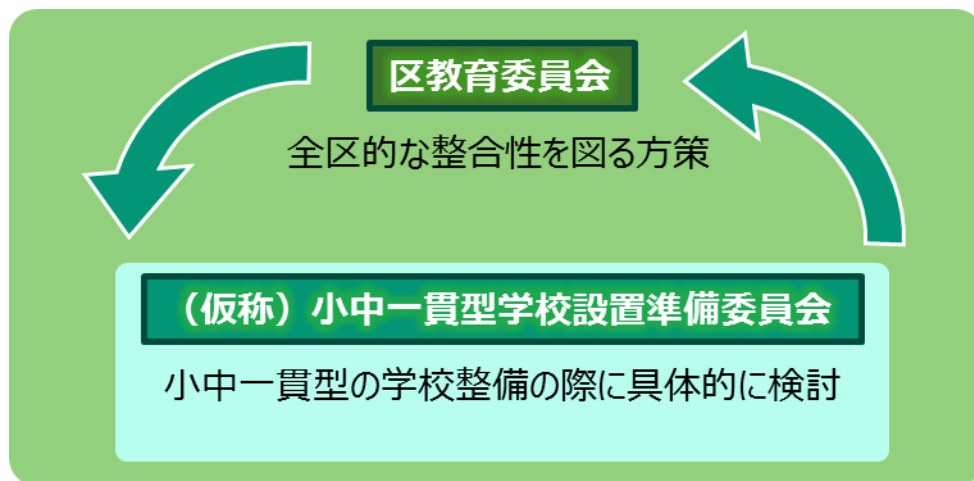 区教育委員会
全区的な整合性を図る方策
（仮称）小中一貫型学校設置準備委員会
小中一貫型の学校整備の際に具体的に検討